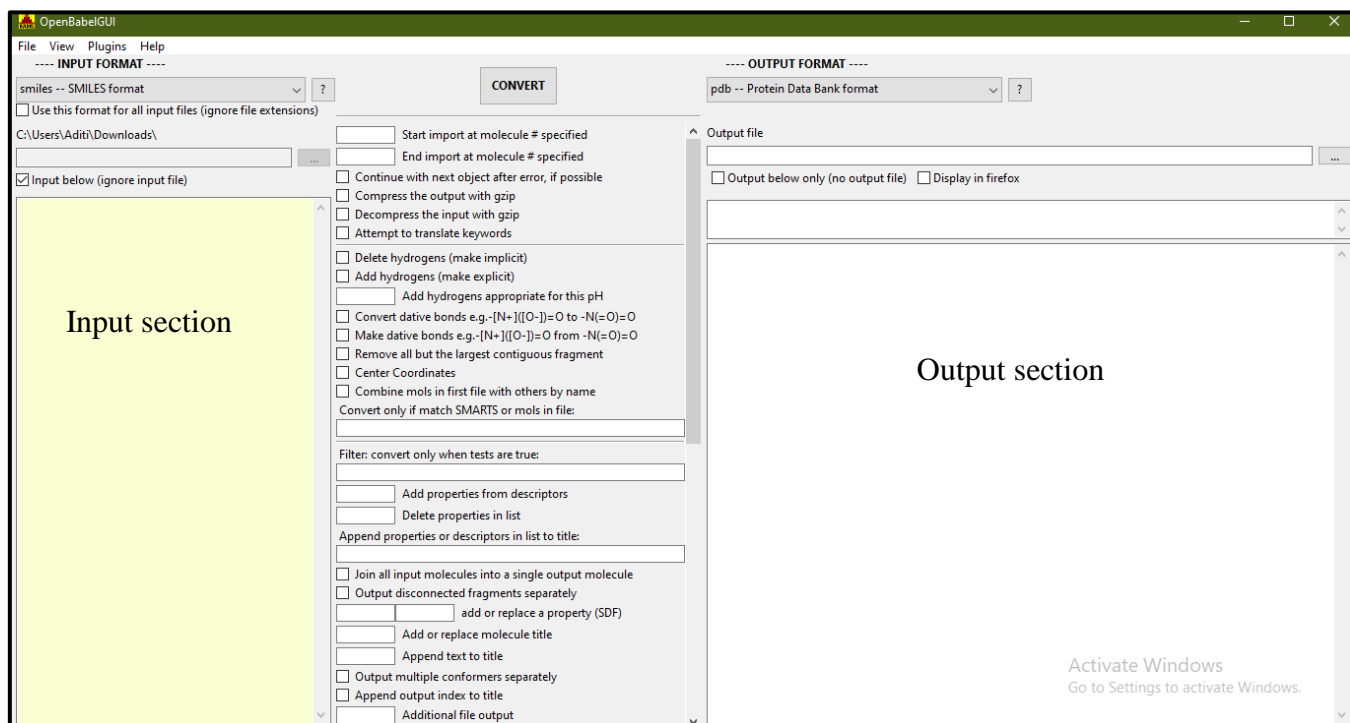 OpenBabelGUI
File View Plugins Help
---- INPUT FORMAT ----
smiles -- SMILES format
?
Use this format for all input files (ignore file extensions)
C:\Users\Aditi\Downloads\
...
Input below (ignore input file)
Input section
CONVERT
Start import at molecule # specified
End import at molecule # specified
Continue with next object after error, if possible
Compress the output with gzip
Decompress the input with gzip
Attempt to translate keywords
Delete hydrogens (make implicit)
Add hydrogens (make explicit)
Add hydrogens appropriate for this pH
Convert dative bonds e.g.-[N+]([O-])=O to -N(=O)=O
Make dative bonds e.g.-[N+]([O-])=O from -N(=O)=O
Remove all but the largest contiguous fragment
Center Coordinates
Combine mols in first file with others by name
Convert only if match SMARTS or mols in file:
Filter: convert only when tests are true:
Add properties from descriptors
Delete properties in list
Append properties or descriptors in list to title:
Join all input molecules into a single output molecule
Output disconnected fragments separately
add or replace a property (SDF)
Add or replace molecule title
Append text to title
Output multiple conformers separately
Append output index to title
Additional file output
---- OUTPUT FORMAT ----
pdb -- Protein Data Bank format
?
Output file
...
Output below only (no output file) Display in firefox
Output section
Activate Windows
Go to Settings to activate Windows.